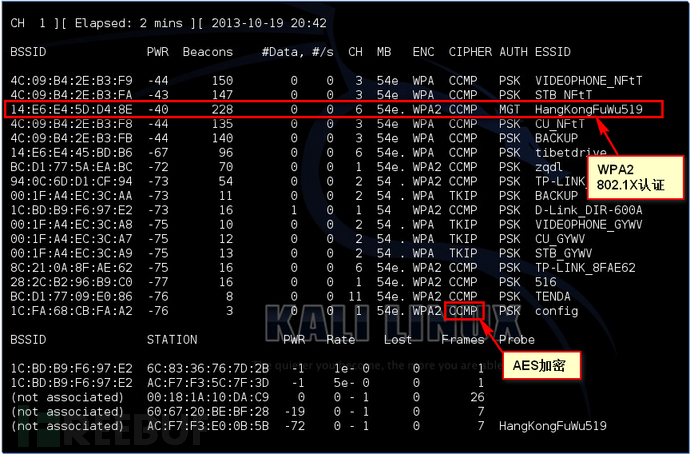 CH 1 ][ Elapsed: 2 mins ][ 2013-10-19 20:42
BSSID PWR Beacons #Data, #/s CH MB ENC CIPHER AUTH ESSID
4C:09:B4:2E:B3:F9 -44 150 0 0 3 54e WPA CCMP PSK VIDEOPHONE_NFtT
4C:09:B4:2E:B3:FA -43 147 0 0 3 54e WPA CCMP PSK STB_NFtT
14:E6:E4:5D:D4:8E -40 228 0 0 6 54e. WPA2 CCMP MGT HangKongFuWu519
4C:09:B4:2E:B3:F8 -44 135 0 0 3 54e WPA CCMP PSK CU_NFtT
4C:09:B4:2E:B3:FB -44 140 0 0 3 54e WPA CCMP PSK BACKUP
14:E6:E4:45:BD:B6 -67 96 0 0 6 54e. WPA2 CCMP PSK tibetdrive
BC:D1:77:5A:EA:BC -72 70 0 0 1 54e. WPA2 CCMP PSK zqdl
94:0C:6D:D1:CF:94 -73 54 0 0 2 54 . WPA2 CCMP PSK TP-LINK_
00:1F:A4:EC:3C:AA -73 11 0 0 2 54 . WPA TKIP PSK BACKUP
1C:BD:B9:F6:97:E2 -73 16 1 0 1 54 . WPA2 CCMP PSK D-Link_DIR-600A
00:1F:A4:EC:3C:A8 -75 10 0 0 2 54 . WPA TKIP PSK VIDEOPHONE_GYWV
00:1F:A4:EC:3C:A7 -75 12 0 0 2 54 . WPA TKIP PSK CU_GYWV
00:1F:A4:EC:3C:A9 -75 13 0 0 2 54 . WPA TKIP PSK STB_GYWV
8C:21:0A:8F:AE:62 -75 16 0 0 6 54e. WPA2 CCMP PSK TP-LINK_8FAE62
28:2C:B2:96:B9:C0 -77 16 0 0 1 54e. WPA2 CCMP PSK 516
BC:D1:77:09:E0:86 -76 8 0 0 11 54e. WPA2 CCMP PSK TENDA
1C:FA:68:CB:FA:A2 -76 3 0 0 1 54e. WPA2 CCMP PSK config
WPA2
802.1X认证
KALI LINUX
AES加密
BSSID STATION PWR Rate Lost Frames Probe
1C:BD:B9:F6:97:E2 6C:83:36:76:7D:2B -1 1e- 0 0 1
1C:BD:B9:F6:97:E2 AC:F7:F3:5C:7F:3D -1 5e- 0 0 1
(not associated) 00:18:1A:10:DA:C9 0 0 - 1 0 26
(not associated) 60:67:20:BE:BF:28 -19 0 - 1 0 7
(not associated) AC:F7:F3:E0:0B:5B -72 0 - 1 0 7 HangKongFuWu519